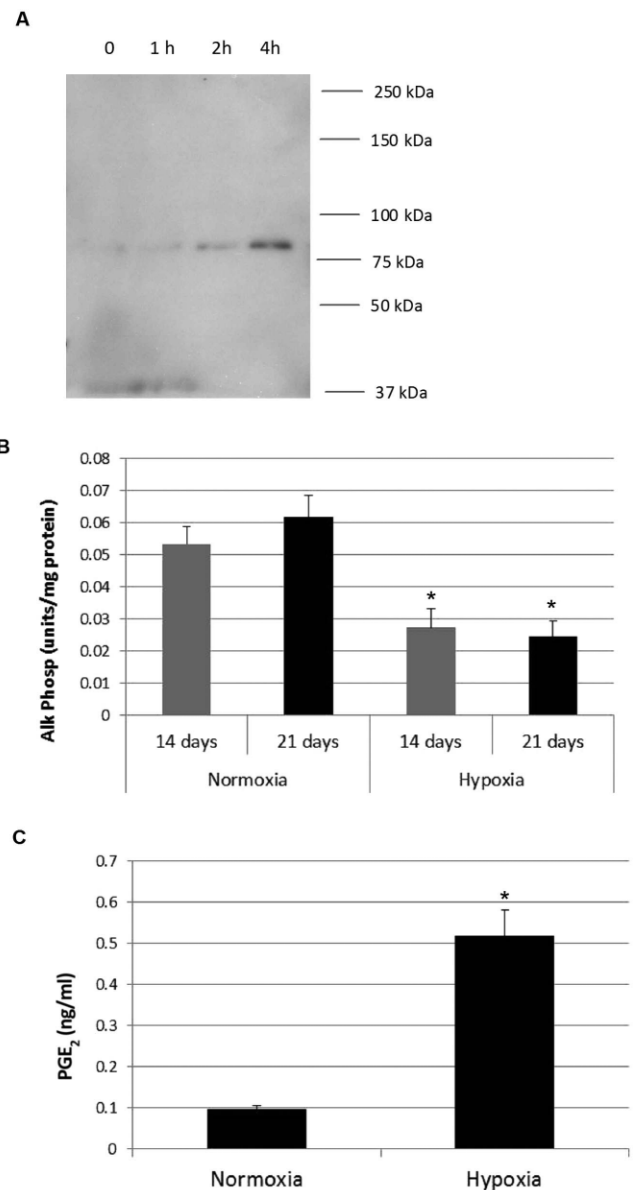 A
0 1 h 2h 4h
250 kDa
150 kDa
100 kDa
75 kDa
50 kDa
37 kDa
B
Alk Phosp (units/mg protein)
0.08
0.07
0.06
0.05
0.04
0.03
0.02
0.01
0
* *
14 days 21 days 14 days 21 days
Normoxia Hypoxia
C
PGE₂ (ng/ml)
0.7
0.6
0.5
0.4
0.3
0.2
0.1
0
*
Normoxia Hypoxia